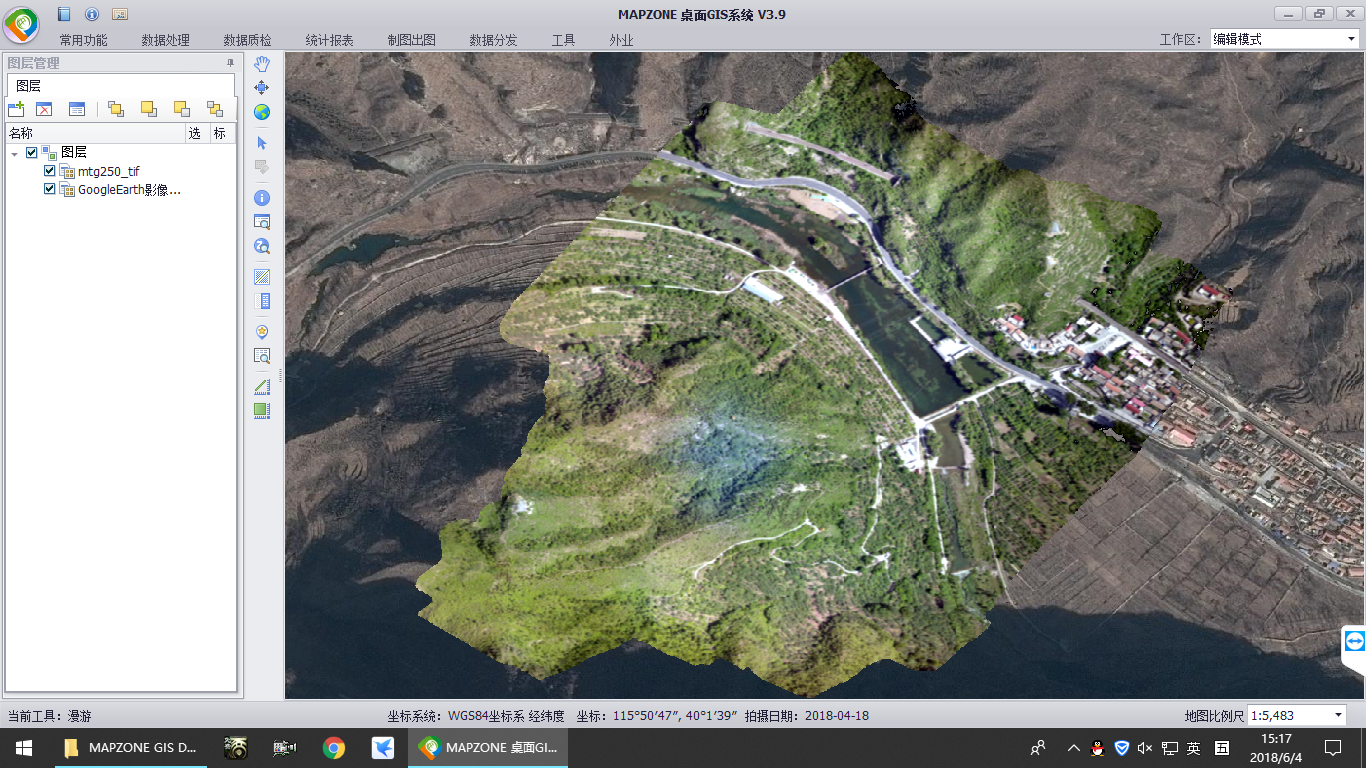 MAPZONE 桌面GIS系统 V3.9
常用功能 数据处理 数据质检 统计报表 制图出图 数据分发 工具 外业
工作区： 编辑模式
图层管理
图层
名称 选 标
图层
mtg250_tif
GoogleEarth影像...
当前工具：漫游 坐标系统：WGS84坐标系 经纬度 坐标：115°50′47″, 40°1′39″ 拍摄日期：2018-04-18 地图比例尺 1:5,483
MAPZONE GIS D... MAPZONE 桌面GI... 英 五 15:17
2018/6/4